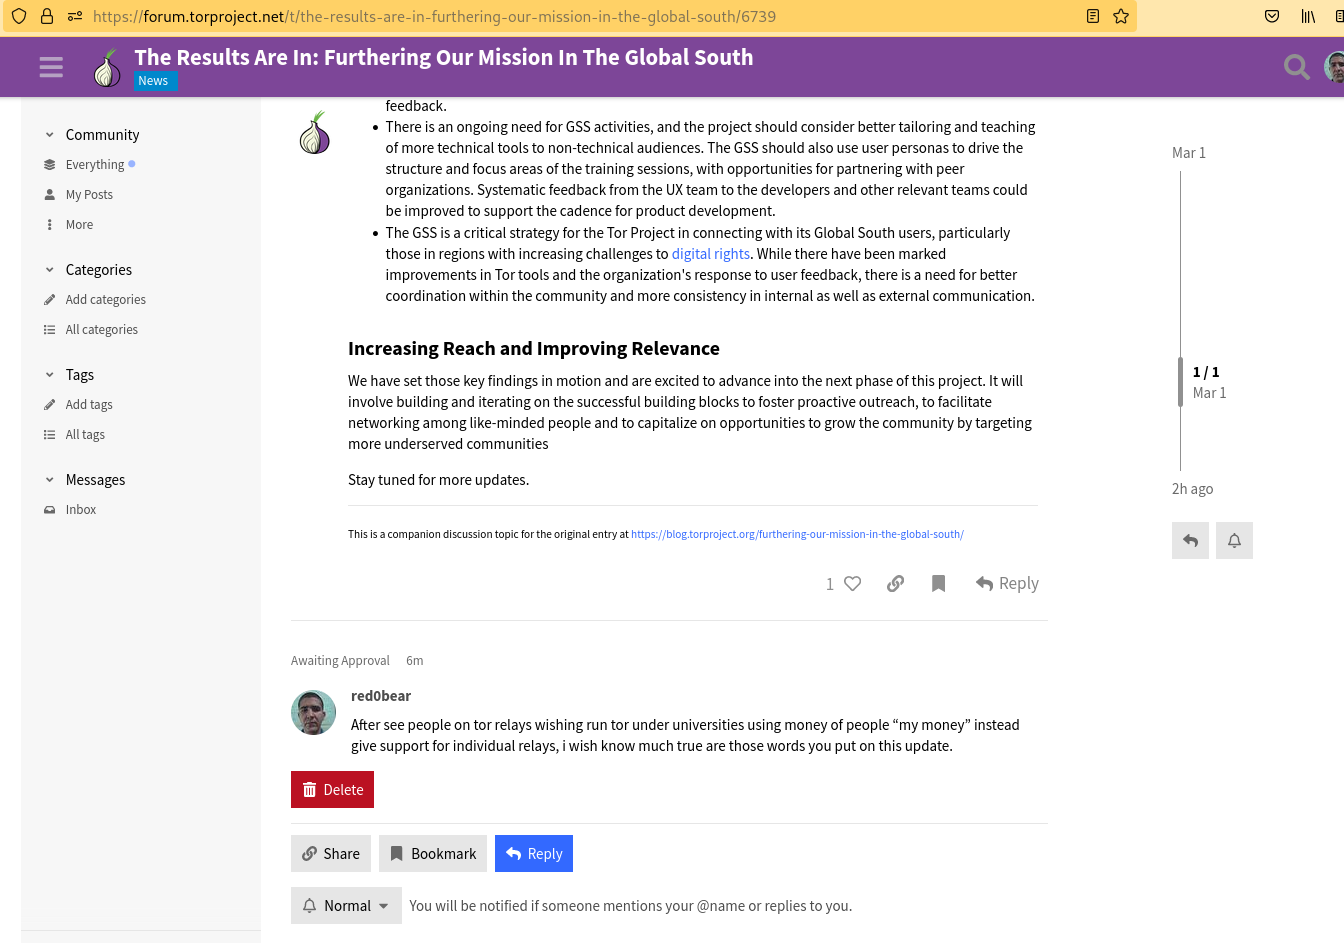 https://forum.torproject.net/t/the-results-are-in-furthering-our-mission-in-the-global-south/6739
The Results Are In: Furthering Our Mission In The Global South
News
Community
Everything
My Posts
More
Categories
Add categories
All categories
Tags
Add tags
All tags
Messages
Inbox
feedback.
There is an ongoing need for GSS activities, and the project should consider better tailoring and teaching
of more technical tools to non-technical audiences. The GSS should also use user personas to drive the
structure and focus areas of the training sessions, with opportunities for partnering with peer
organizations. Systematic feedback from the UX team to the developers and other relevant teams could
be improved to support the cadence for product development.
The GSS is a critical strategy for the Tor Project in connecting with its Global South users, particularly
those in regions with increasing challenges to digital rights. While there have been marked
improvements in Tor tools and the organization's response to user feedback, there is a need for better
coordination within the community and more consistency in internal as well as external communication.
Increasing Reach and Improving Relevance
We have set those key findings in motion and are excited to advance into the next phase of this project. It will
involve building and iterating on the successful building blocks to foster proactive outreach, to facilitate
networking among like-minded people and to capitalize on opportunities to grow the community by targeting
more underserved communities
Stay tuned for more updates.
This is a companion discussion topic for the original entry at https://blog.torproject.org/furthering-our-mission-in-the-global-south/
1
Reply
Mar 1
1 / 1
Mar 1
2h ago
Awaiting Approval 6m
red0bear
After see people on tor relays wishing run tor under universities using money of people “my money” instead
give support for individual relays, i wish know much true are those words you put on this update.
Delete
Share
Bookmark
Reply
Normal
You will be notified if someone mentions your @name or replies to you.